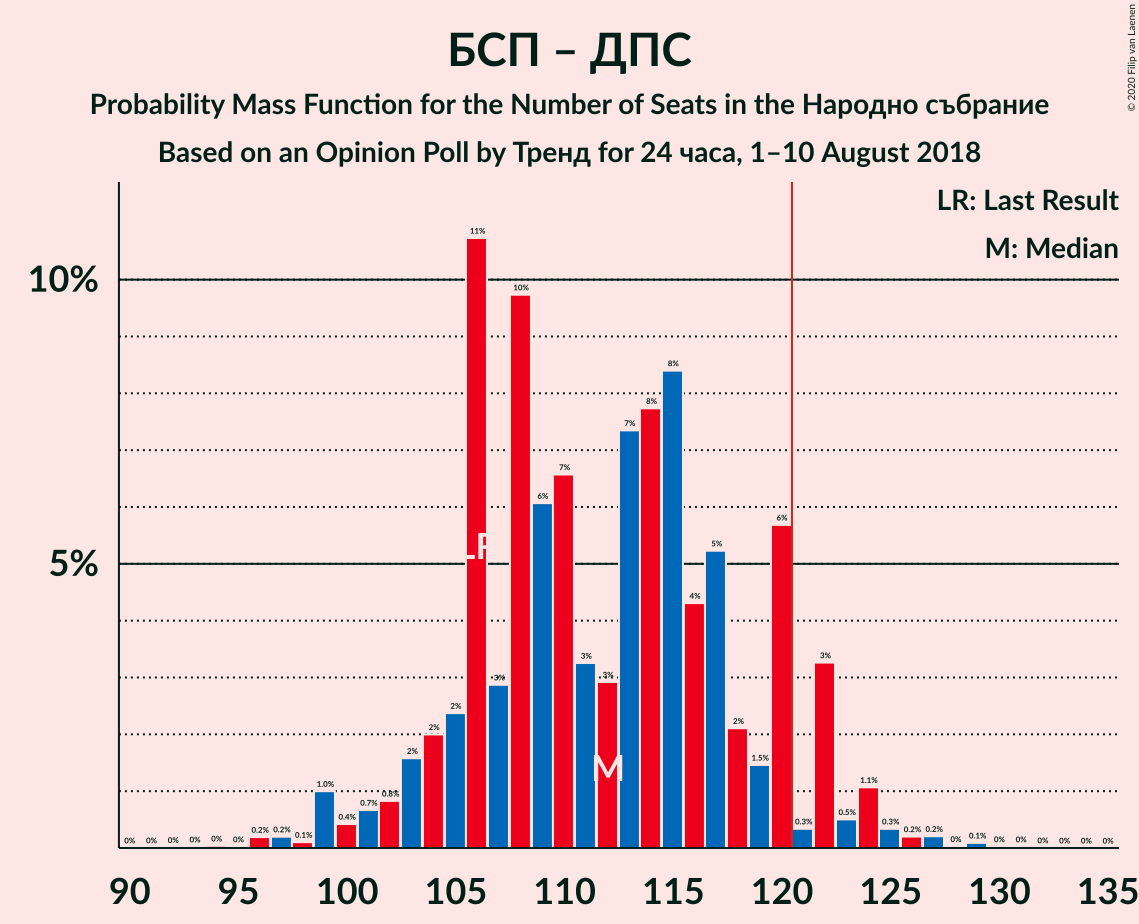 БСП – ДПС
Probability Mass Function for the Number of Seats in the Народно събрание
Based on an Opinion Poll by Тренд for 24 часа, 1–10 August 2018
© 2020 Filip van Laenen
LR: Last Result
M: Median
10%
5%
0% 0% 0% 0% 0% 0% 0.2% 0.2% 0.1% 1.0% 0.4% 0.7% 0.8% 2% 2% 2% 11% 3% 10% 6% 7% 3% 3% 7% 8% 8% 4% 5% 2% 1.5% 6% 0.3% 3% 0.5% 1.1% 0.3% 0.2% 0.2% 0% 0.1% 0% 0% 0% 0% 0% 0%
LR
M
90 95 100 105 110 115 120 125 130 135